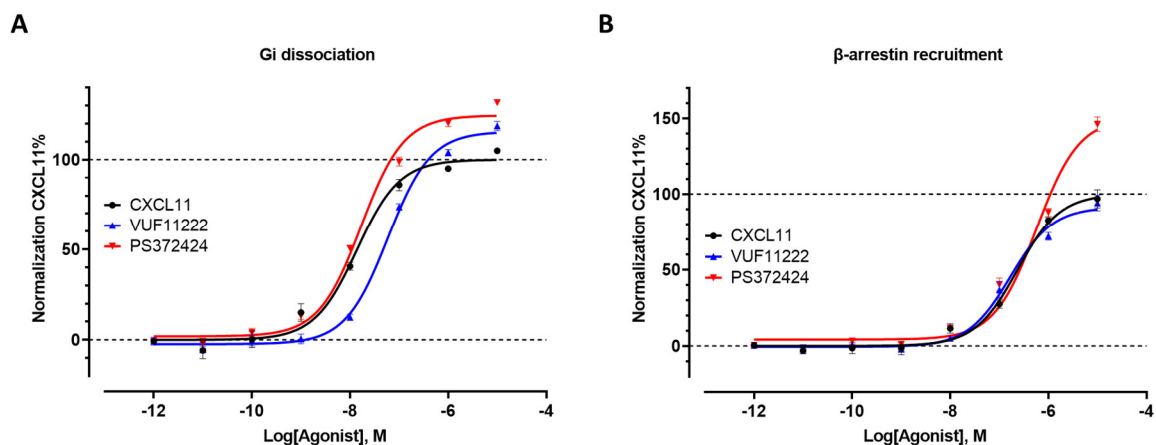 A
Gi dissociation
Normalization CXCL11%
100
50
0
CXCL11
VUF11222
PS372424
-12 -10 -8 -6 -4
Log[Agonist], M
B
β-arrestin recruitment
Normalization CXCL11%
150
100
50
0
CXCL11
VUF11222
PS372424
-12 -10 -8 -6 -4
Log[Agonist], M